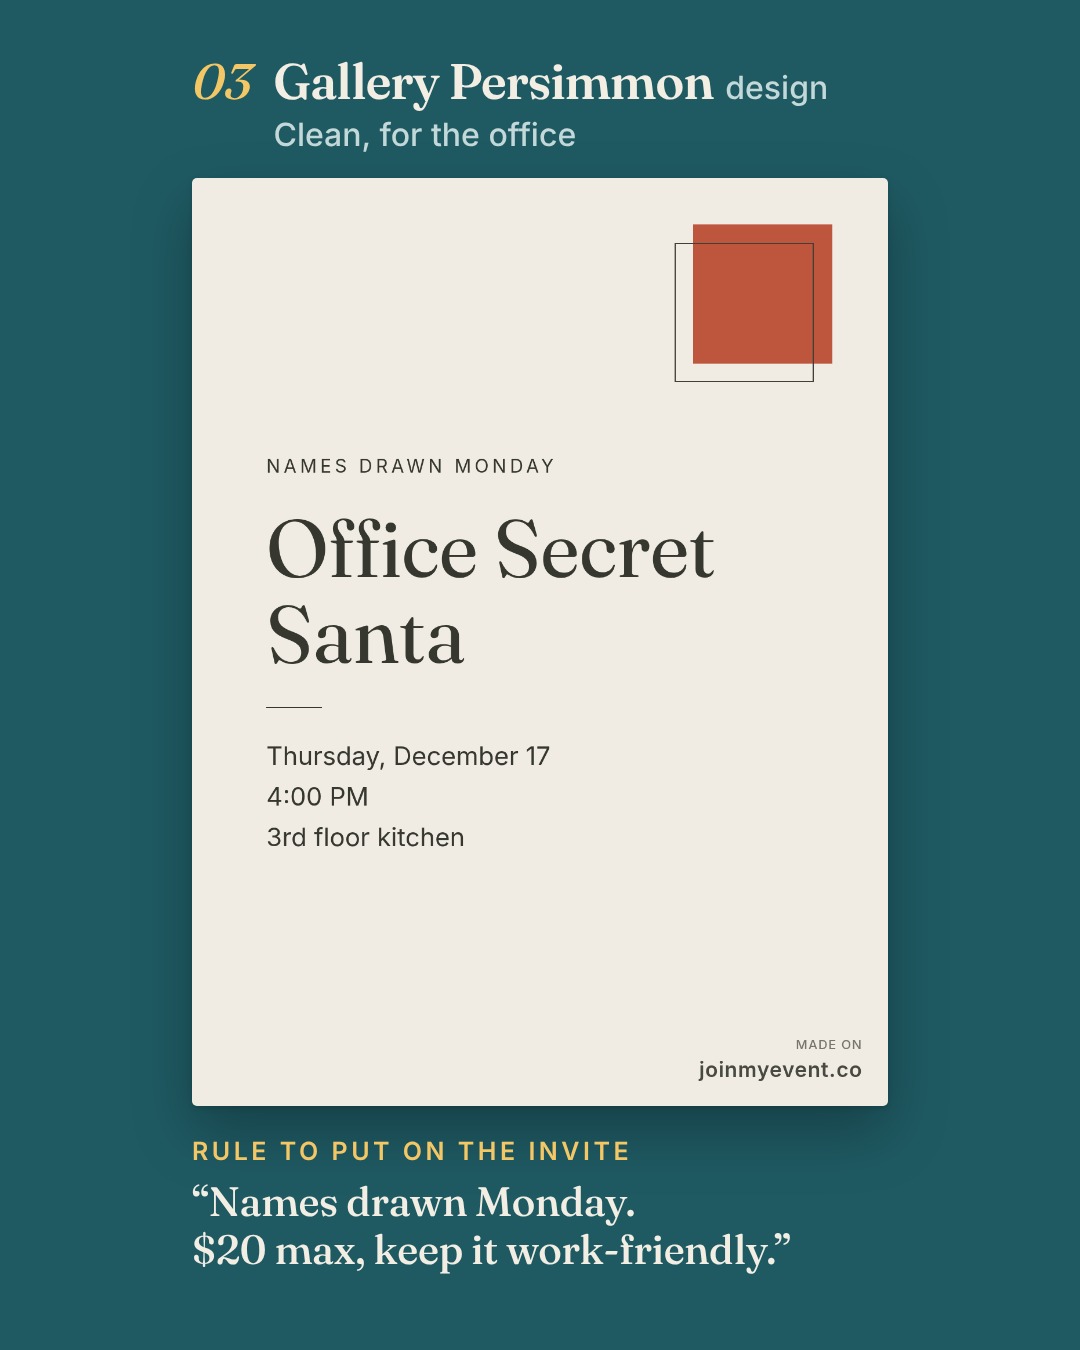 03 Gallery Persimmon design
Clean, for the office
NAMES DRAWN MONDAY
Office Secret
Santa
Thursday, December 17
4:00 PM
3rd floor kitchen
MADE ON
joinmyevent.co
RULE TO PUT ON THE INVITE
“Names drawn Monday.
$20 max, keep it work-friendly.”